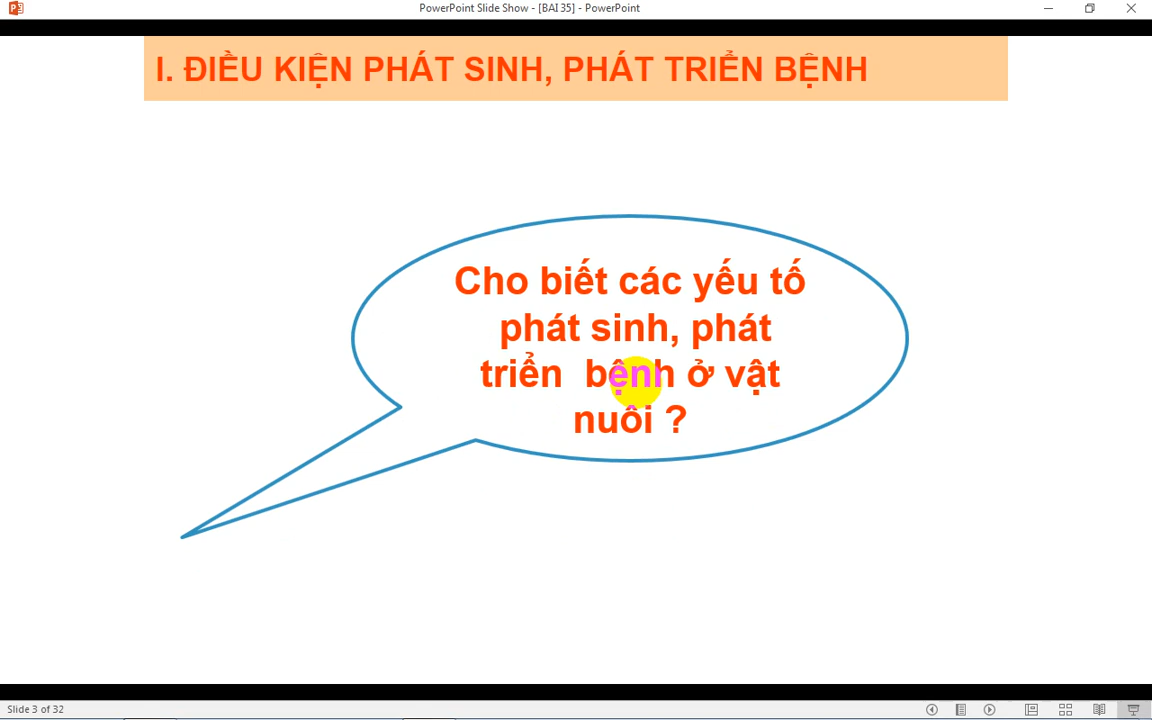 PowerPoint Slide Show - [BAI 35] - PowerPoint
I. ĐIỀU KIỆN PHÁT SINH, PHÁT TRIỂN BỆNH
Cho biết các yếu tố
phát sinh, phát
triển bệnh ở vật
nuôi ?
Slide 3 of 32